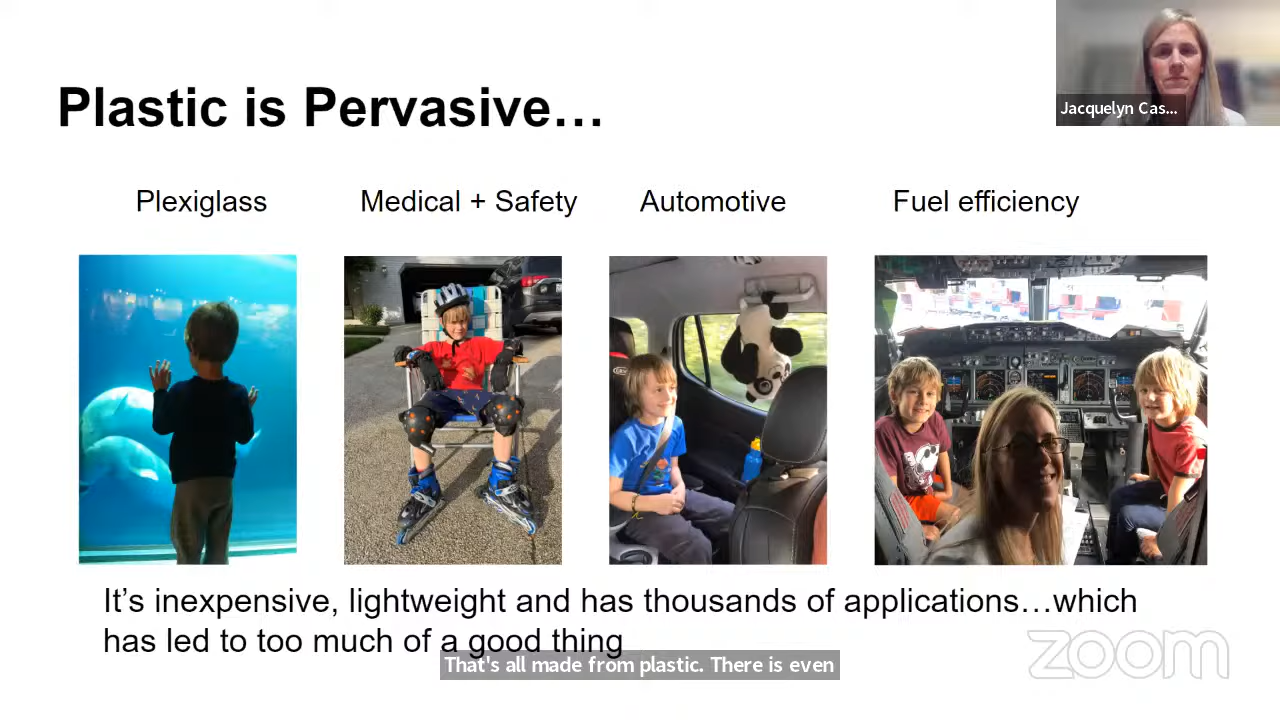 Jacquelyn Cas...
Plastic is Pervasive…
Plexiglass
Medical + Safety
Automotive
Fuel efficiency
It's inexpensive, lightweight and has thousands of applications…which
has led to too much of a good thing
That's all made from plastic. There is even
zoom